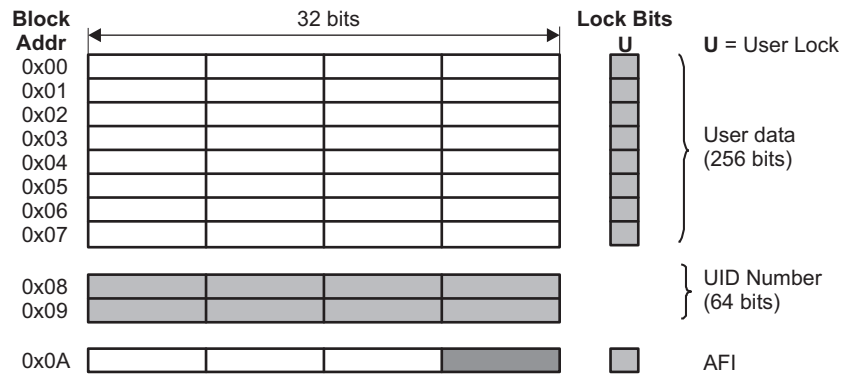 Block Addr
32 bits
Lock Bits
U
U = User Lock
0x00
0x01
0x02
0x03
0x04
0x05
0x06
0x07
User data
(256 bits)
0x08
0x09
UID Number
(64 bits)
0x0A
AFI